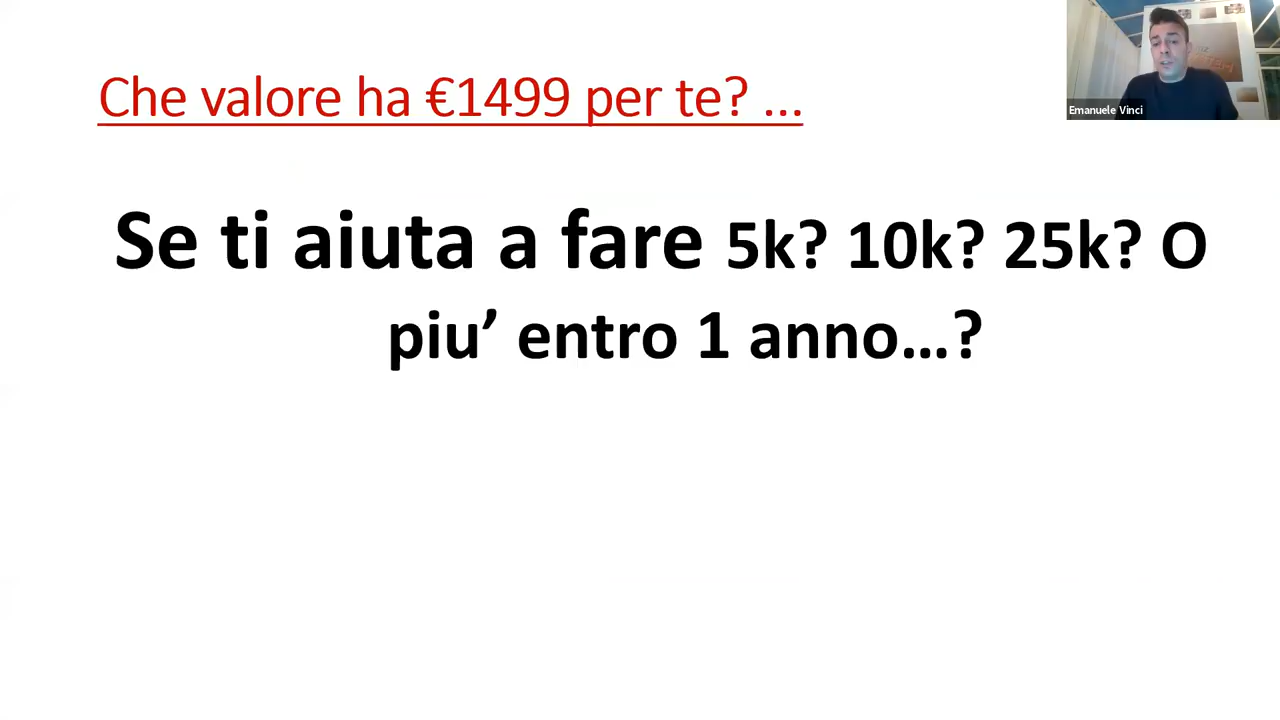 Che valore ha €1499 per te? ...
Se ti aiuta a fare 5k? 10k? 25k? O
piu’ entro 1 anno...?
Emanuele Vinci